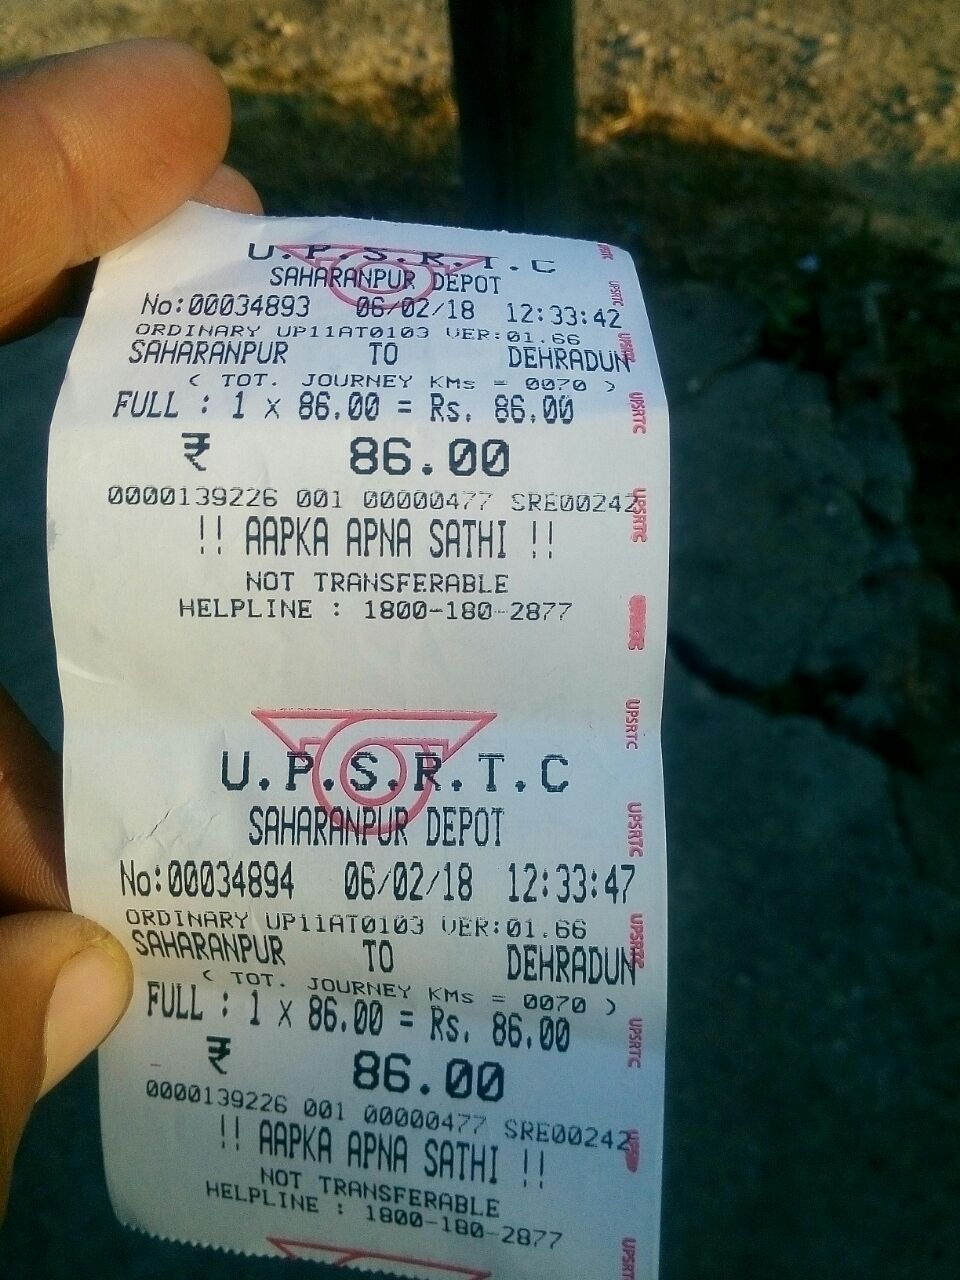 U.P.S.R.T.C
SAHARANPUR DEPOT
No:00034893 06/02/18 12:33:42
ORDINARY UP11AT0103 VER:01.66
SAHARANPUR TO DEHRADUN
( TOT. JOURNEY KMs = 0070 )
FULL : 1 x 86.00 = Rs. 86.00
₹ 86.00
0000139226 001 00000477 SRE00242
!! AAPKA APNA SATHI !!
NOT TRANSFERABLE
HELPLINE : 1800-180-2877
U.P.S.R.T.C
SAHARANPUR DEPOT
No:00034894 06/02/18 12:33:47
ORDINARY UP11AT0103 VER:01.66
SAHARANPUR TO DEHRADUN
( TOT. JOURNEY KMs = 0070 )
FULL : 1 x 86.00 = Rs. 86.00
₹ 86.00
0000139226 001 00000477 SRE00242
!! AAPKA APNA SATHI !!
NOT TRANSFERABLE
HELPLINE : 1800-180-2877
UPSRTC
UPSRTC
UPSRTC
UPSRTC
UPSRTC
UPSRTC
UPSRTC
UPSRTC
UPSRTC
UPSRTC